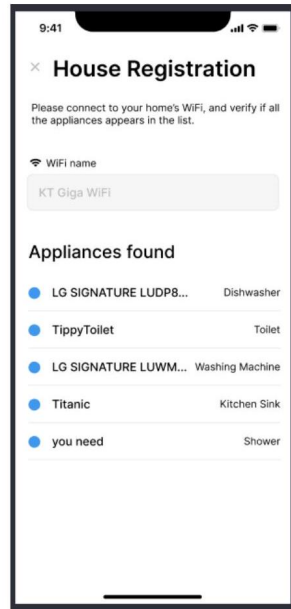 9:41
× House Registration
Please connect to your home's WiFi, and verify if all
the appliances appears in the list.
WiFi name
KT Giga WiFi
Appliances found
LG SIGNATURE LUDP8... Dishwasher
TippyToilet Toilet
LG SIGNATURE LUWM... Washing Machine
Titanic Kitchen Sink
you need Shower